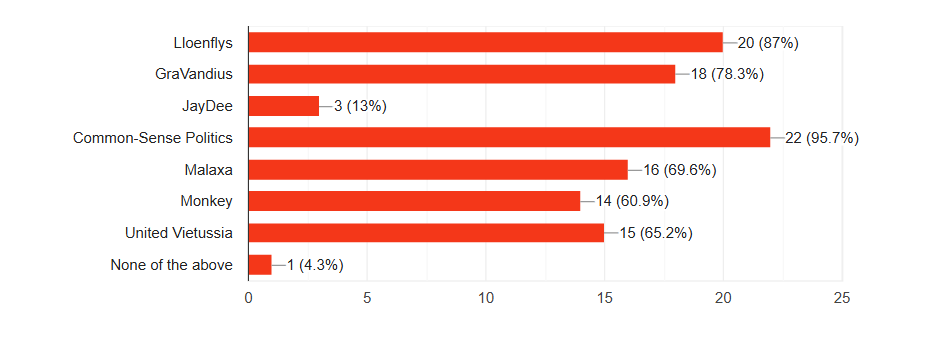 Lloenflys 20 (87%)
GraVandius 18 (78.3%)
JayDee 3 (13%)
Common-Sense Politics 22 (95.7%)
Malaxa 16 (69.6%)
Monkey 14 (60.9%)
United Vietussia 15 (65.2%)
None of the above 1 (4.3%)
0 5 10 15 20 25